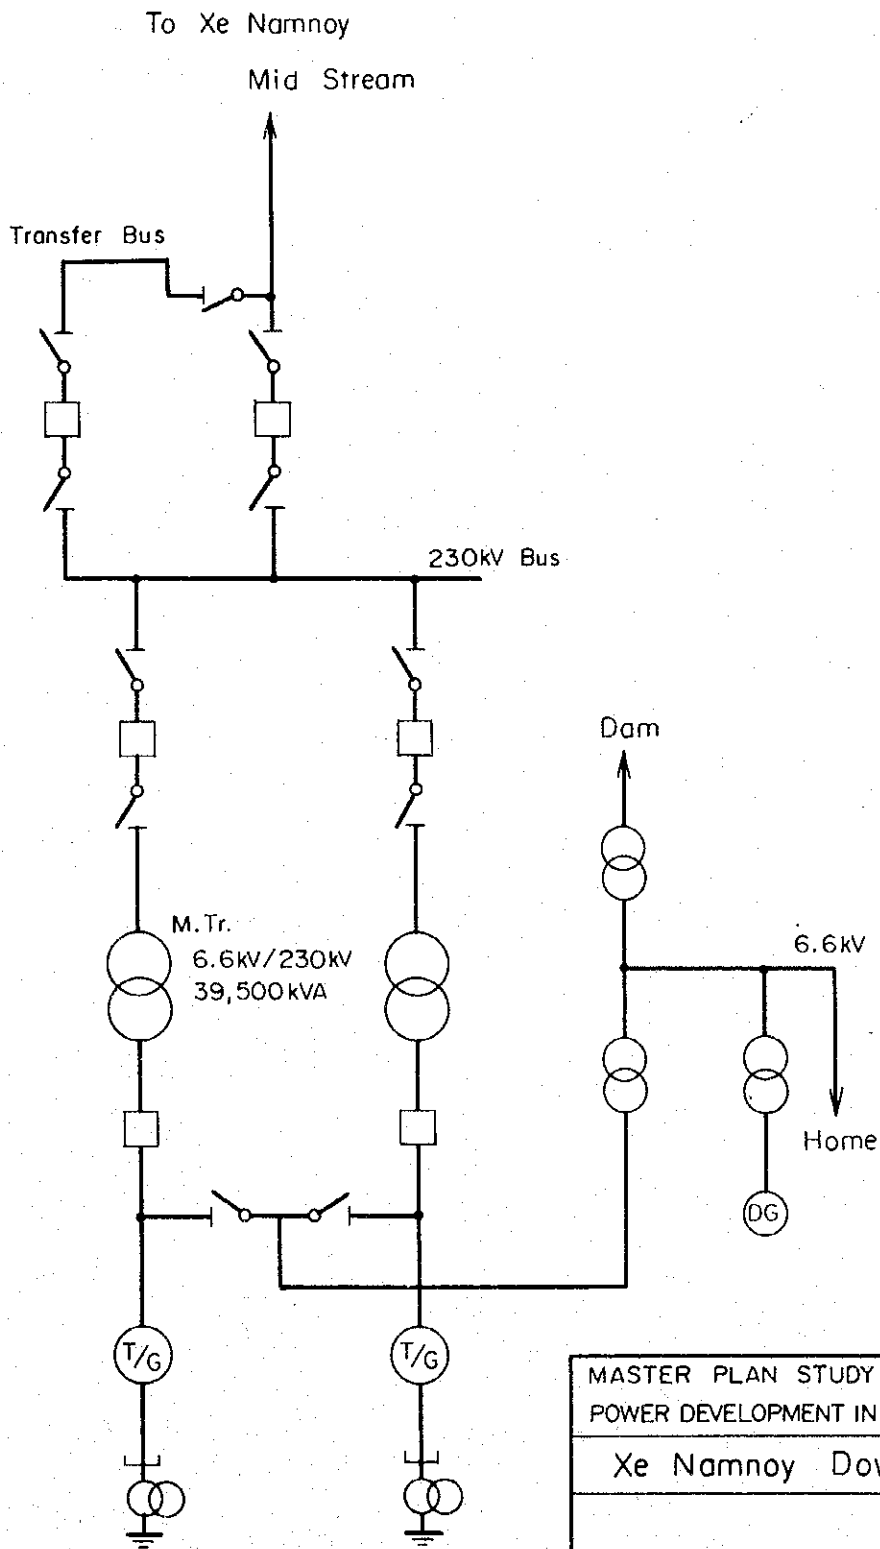 To Xe Namnoy
Mid Stream
Transfer Bus
230kV Bus
Dam
M.Tr.
6.6kV/230kV
39,500kVA
6.6kV
Home
DG
T/G
T/G
MASTER PLAN STUDY
POWER DEVELOPMENT IN
Xe Namnoy